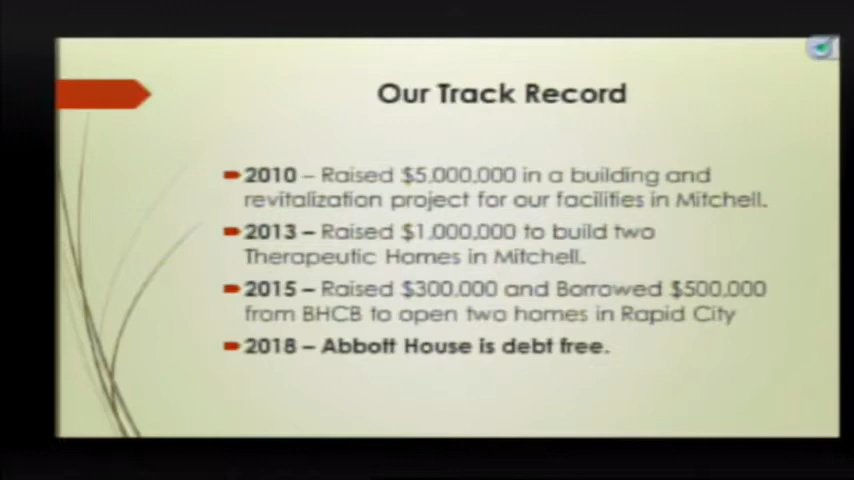 Our Track Record
2010 – Raised $5,000,000 in a building and
revitalization project for our facilities in Mitchell.
2013 – Raised $1,000,000 to build two
Therapeutic Homes in Mitchell.
2015 – Raised $300,000 and Borrowed $500,000
from BHCB to open two homes in Rapid City
2018 – Abbott House is debt free.